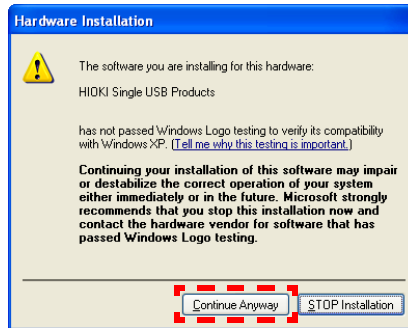 Hardware Installation
The software you are installing for this hardware:
HIOKI Single USB Products
has not passed Windows Logo testing to verify its compatibility
with Windows XP. (Tell me why this testing is important.)
Continuing your installation of this software may impair
or destabilize the correct operation of your system
either immediately or in the future. Microsoft strongly
recommends that you stop this installation now and
contact the hardware vendor for software that has
passed Windows Logo testing.
Continue Anyway STOP Installation